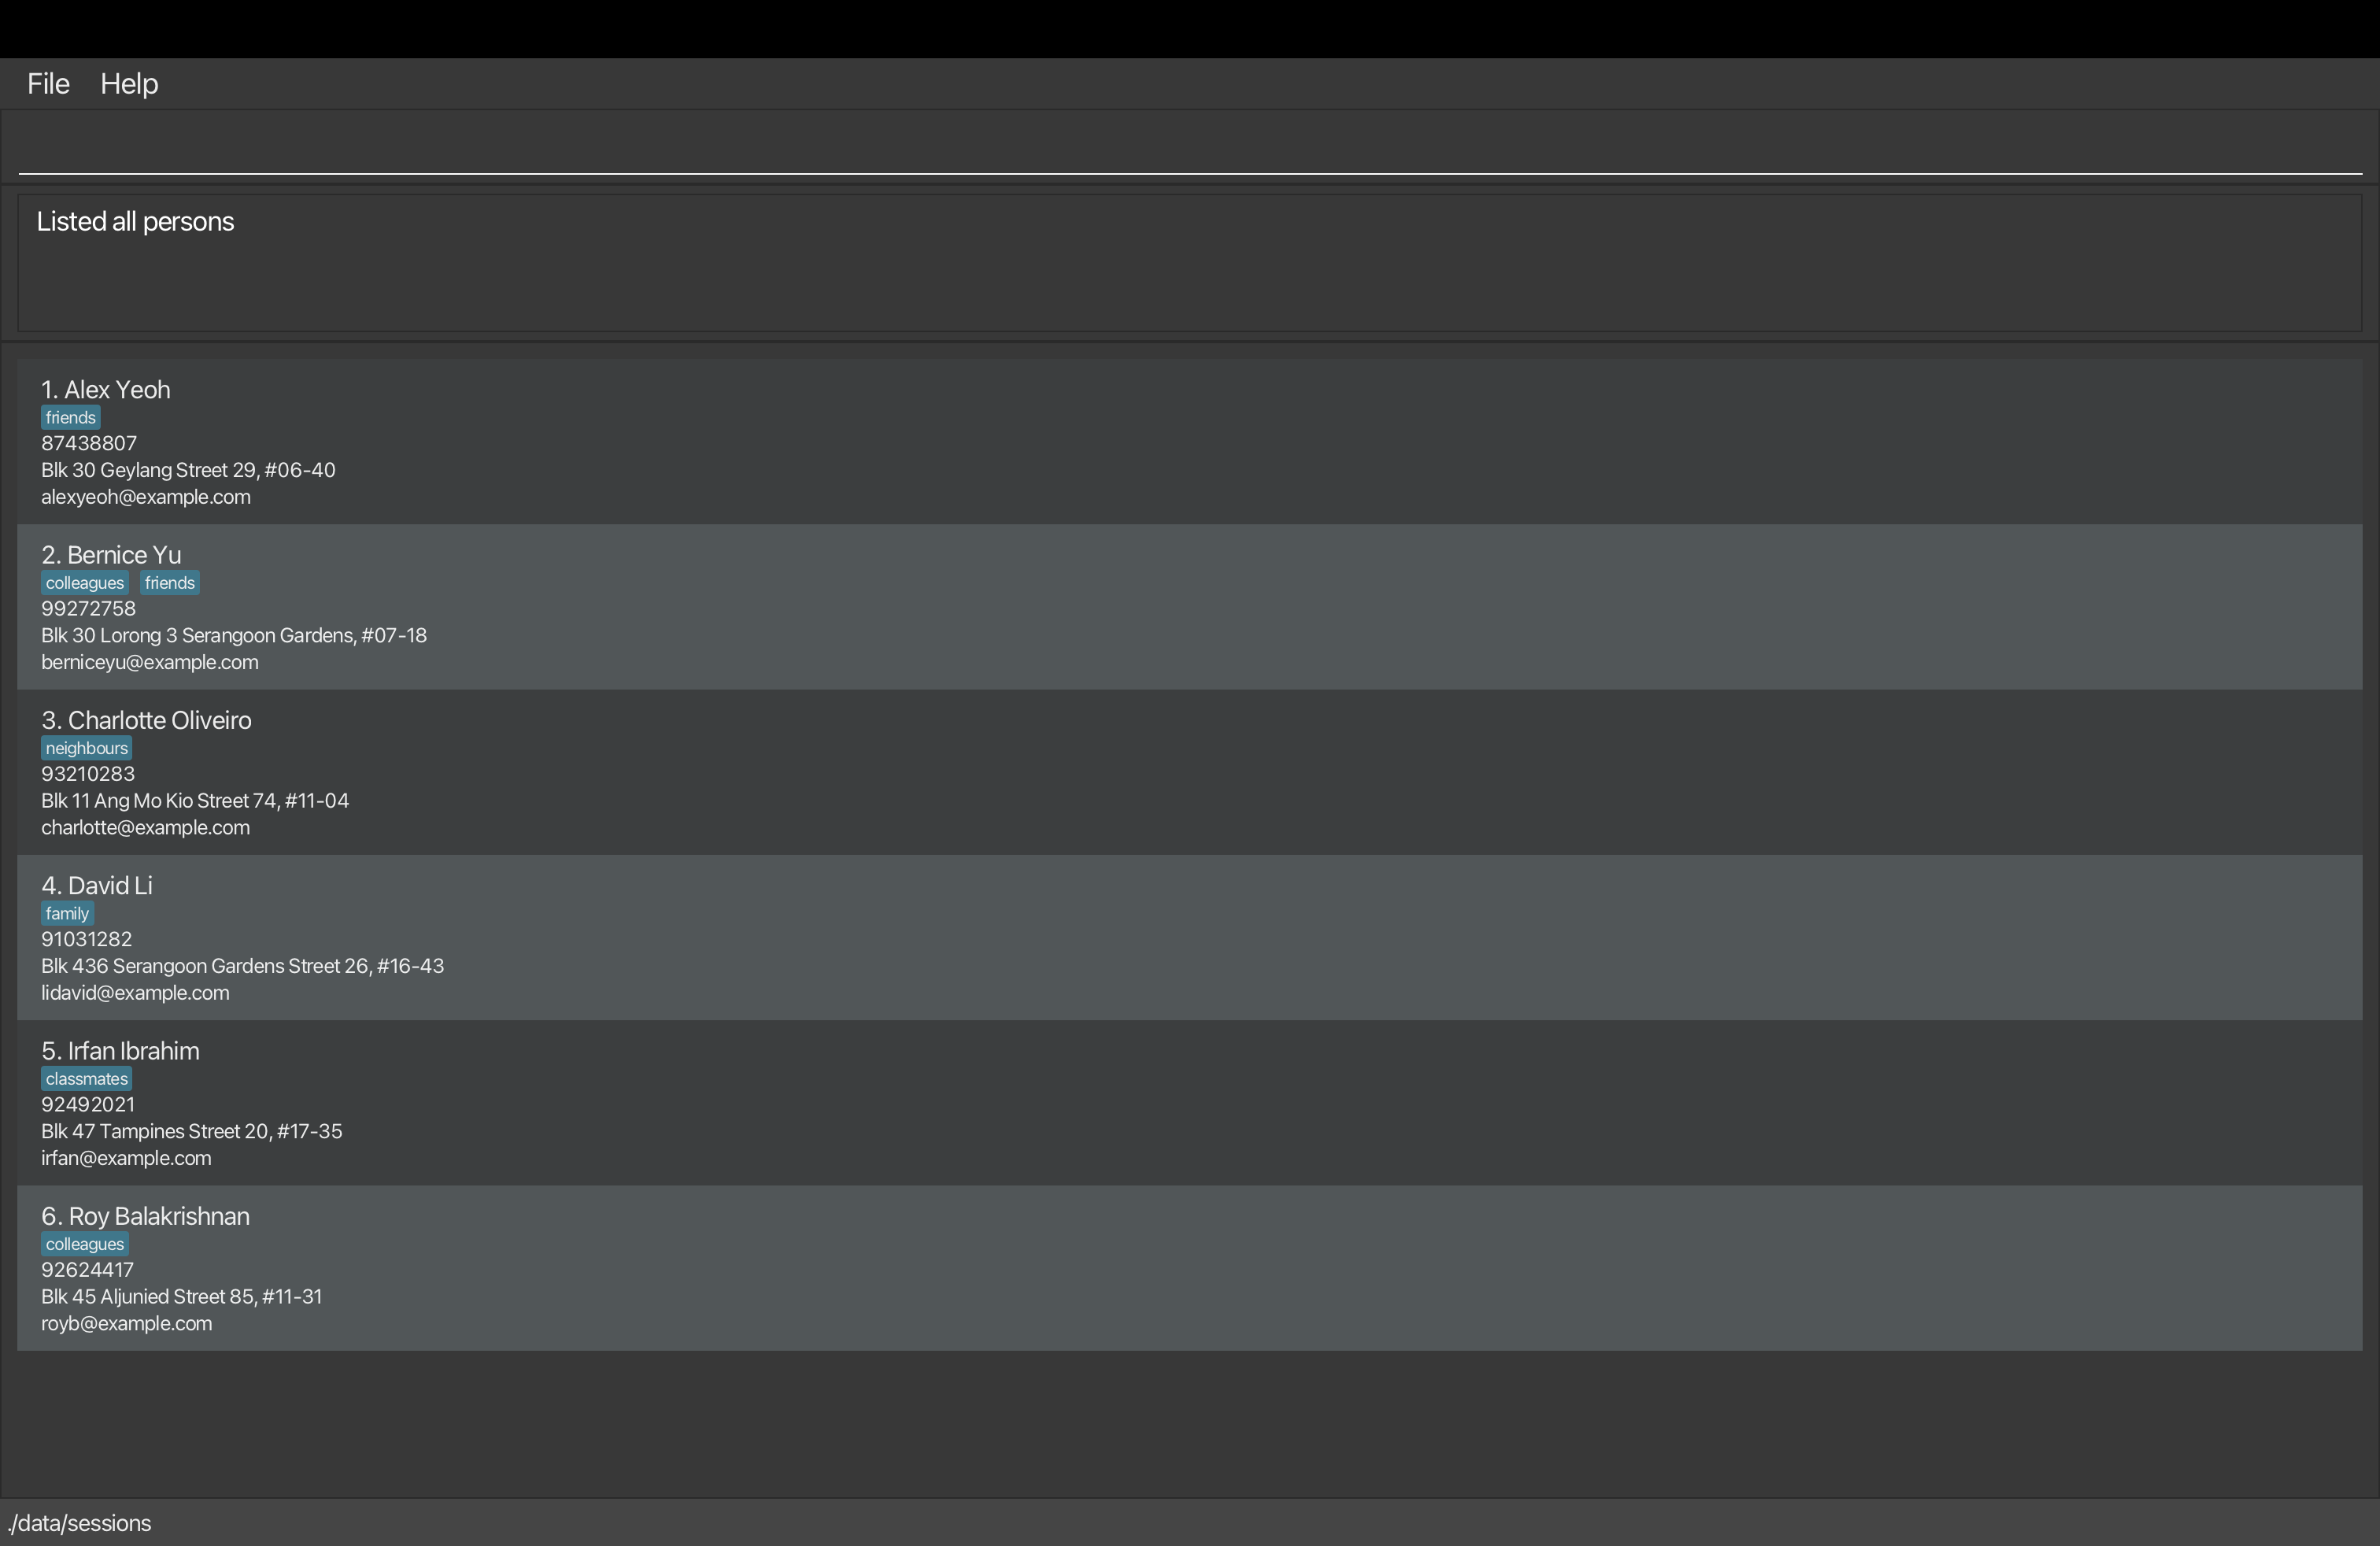 File Help
Listed all persons
1. Alex Yeoh
friends
87438807
Blk 30 Geylang Street 29, #06-40
alexyeoh@example.com
2. Bernice Yu
colleagues friends
99272758
Blk 30 Lorong 3 Serangoon Gardens, #07-18
berniceyu@example.com
3. Charlotte Oliveiro
neighbours
93210283
Blk 11 Ang Mo Kio Street 74, #11-04
charlotte@example.com
4. David Li
family
91031282
Blk 436 Serangoon Gardens Street 26, #16-43
lidavid@example.com
5. Irfan Ibrahim
classmates
92492021
Blk 47 Tampines Street 20, #17-35
irfan@example.com
6. Roy Balakrishnan
colleagues
92624417
Blk 45 Aljunied Street 85, #11-31
royb@example.com
./data/sessions